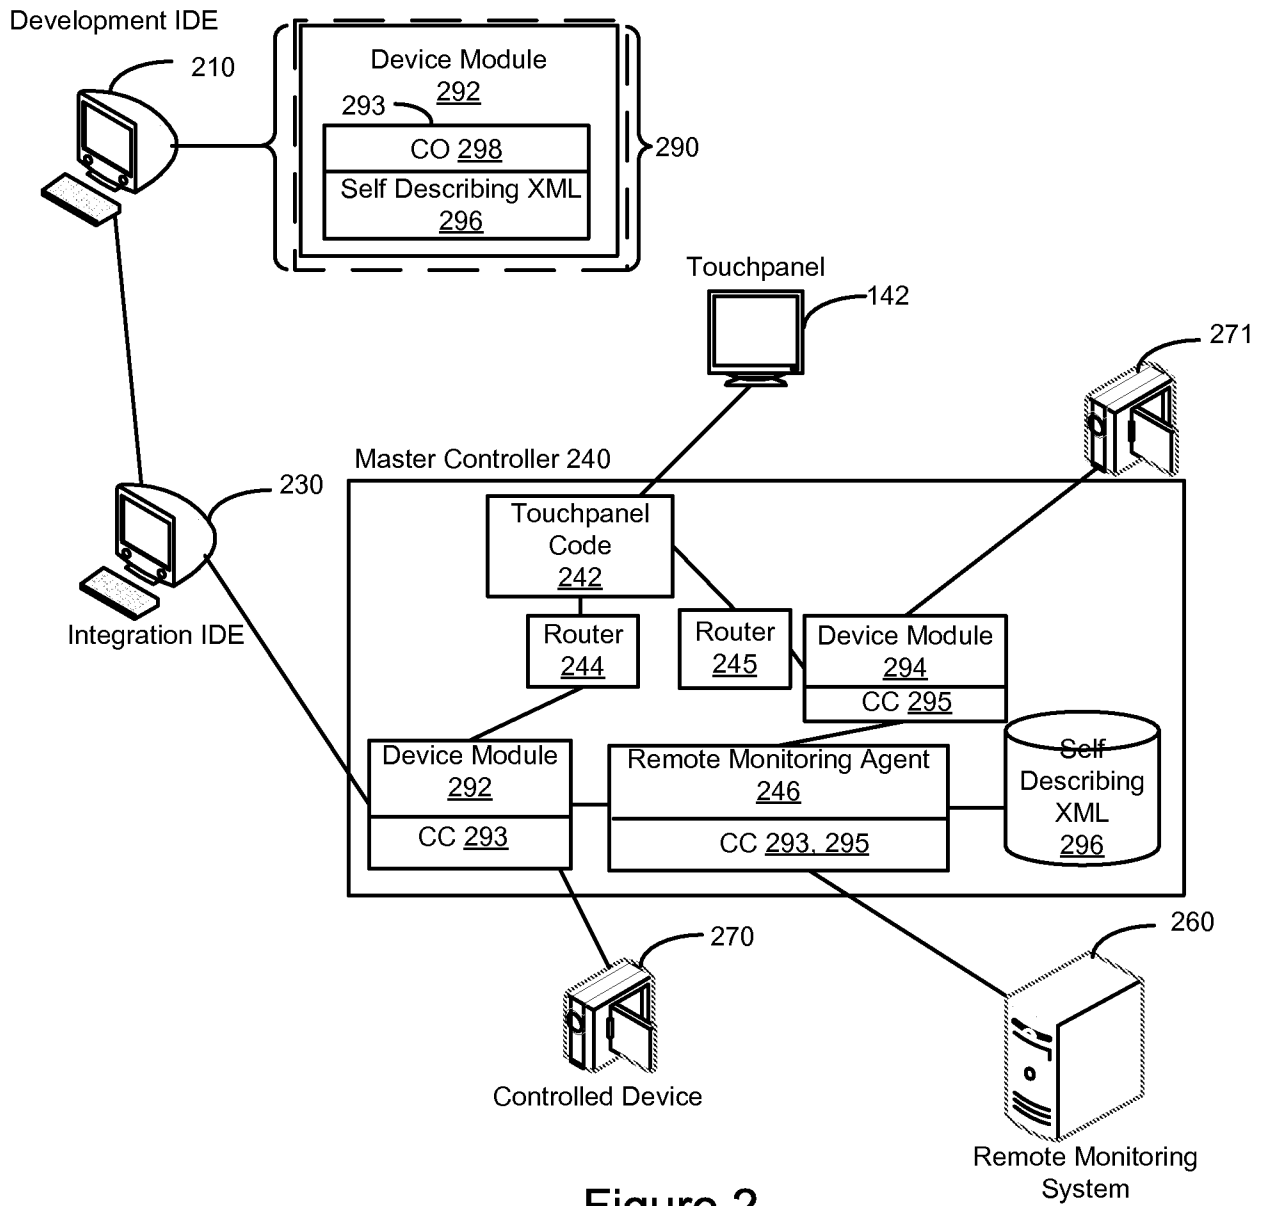 Development IDE
210
Device Module
292
293
CO 298
Self Describing XML
296
290
Touchpanel
142
271
Master Controller 240
230
Integration IDE
Touchpanel
Code
242
Router
244
Router
245
Device Module
294
CC 295
Device Module
292
CC 293
Remote Monitoring Agent
246
CC 293, 295
Self
Describing
XML
296
270
Controlled Device
260
Remote Monitoring
System
Figure 2